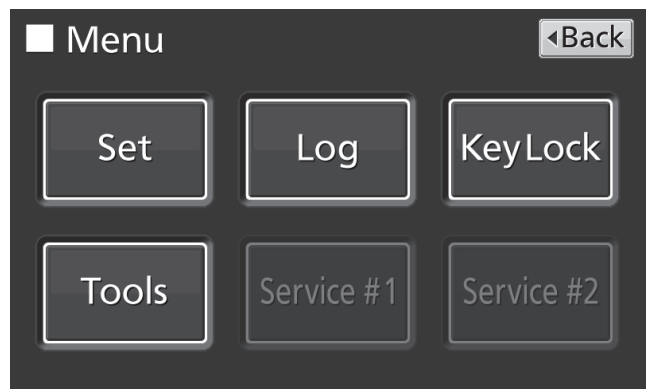 Menu
Back
Set
Log
KeyLock
Tools
Service #1
Service #2